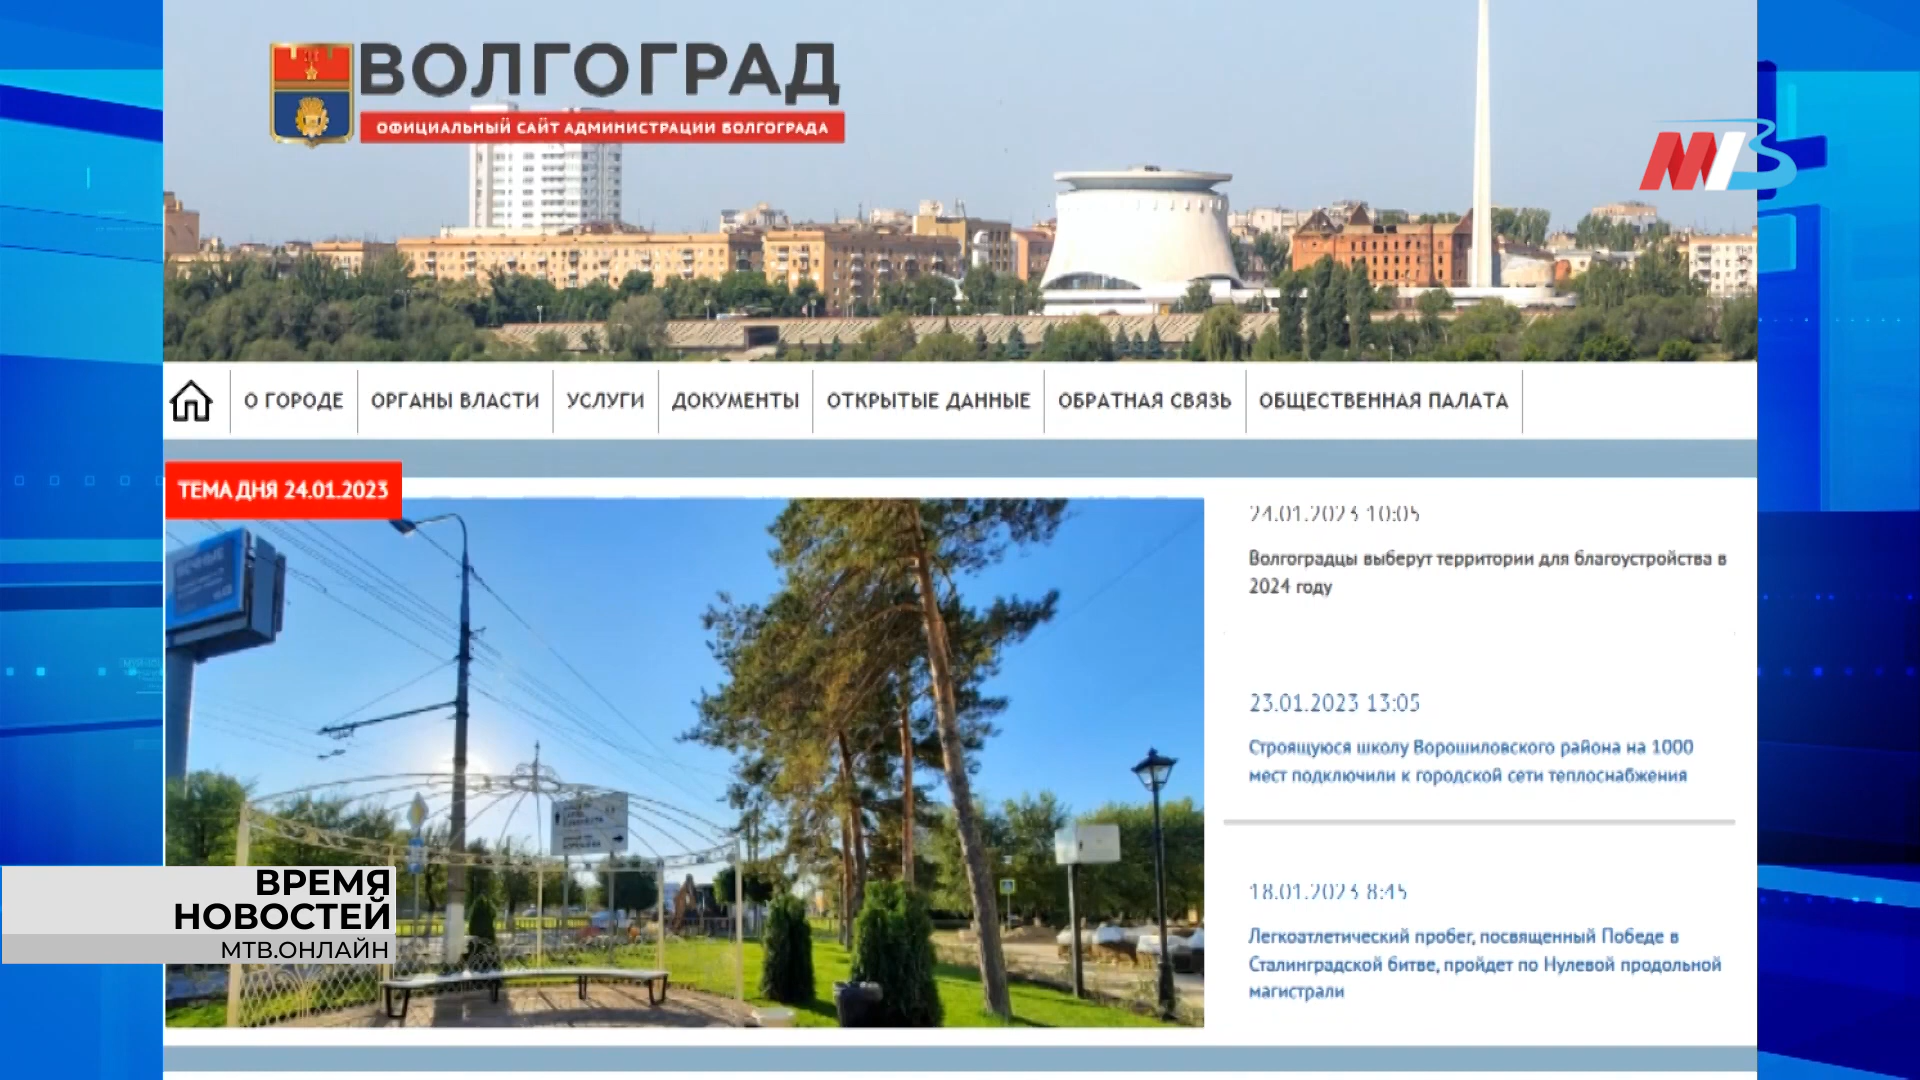 ВОЛГОГРАД
ОФИЦИАЛЬНЫЙ САЙТ АДМИНИСТРАЦИИ ВОЛГОГРАДА
МТВ
О ГОРОДЕ
ОРГАНЫ ВЛАСТИ
УСЛУГИ
ДОКУМЕНТЫ
ОТКРЫТЫЕ ДАННЫЕ
ОБРАТНАЯ СВЯЗЬ
ОБЩЕСТВЕННАЯ ПАЛАТА
ТЕМА ДНЯ 24.01.2023
24.01.2023 10:05
Волгоградцы выберут территории для благоустройства в
2024 году
23.01.2023 13:05
Строящуюся школу Ворошиловского района на 1000
мест подключили к городской сети теплоснабжения
18.01.2023 8:45
Легкоатлетический пробег, посвященный Победе в
Сталинградской битве, пройдет по Нулевой продольной
магистрали
ВРЕМЯ
НОВОСТЕЙ
МТВ.ОНЛАЙН